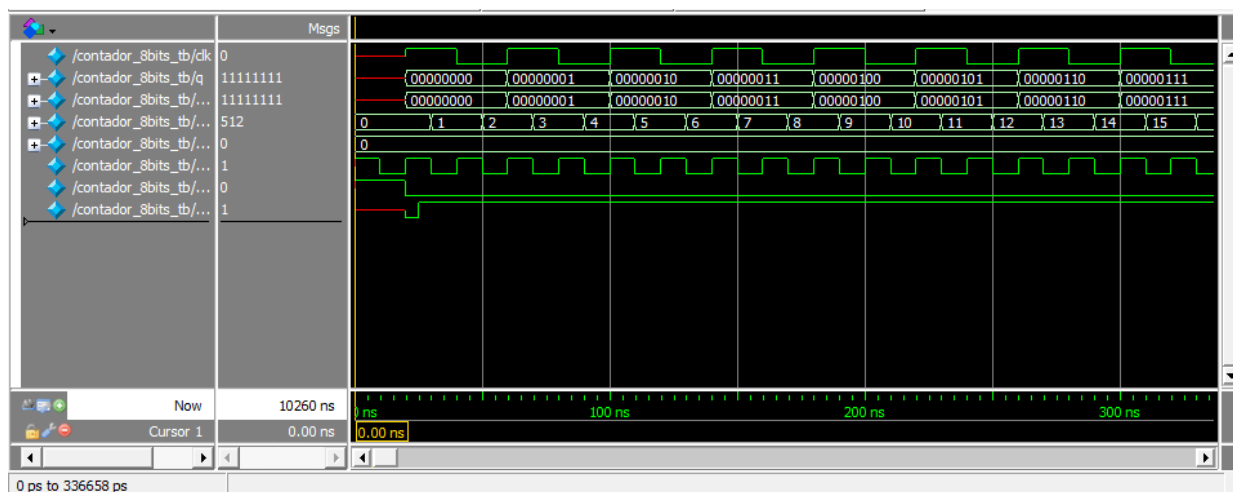 Msgs
/contador_8bits_tb/clk 0
/contador_8bits_tb/q 11111111 00000000 00000001 00000010 00000011 00000100 00000101 00000110 00000111
/contador_8bits_tb/... 11111111 00000000 00000001 00000010 00000011 00000100 00000101 00000110 00000111
/contador_8bits_tb/... 512 0 1 2 3 4 5 6 7 8 9 10 11 12 13 14 15
/contador_8bits_tb/... 0 0
/contador_8bits_tb/... 1
/contador_8bits_tb/... 0
/contador_8bits_tb/... 1
Now 10260 ns ns 100 ns 200 ns 300 ns
Cursor 1 0.00 ns 0.00 ns
0 ps to 336658 ps